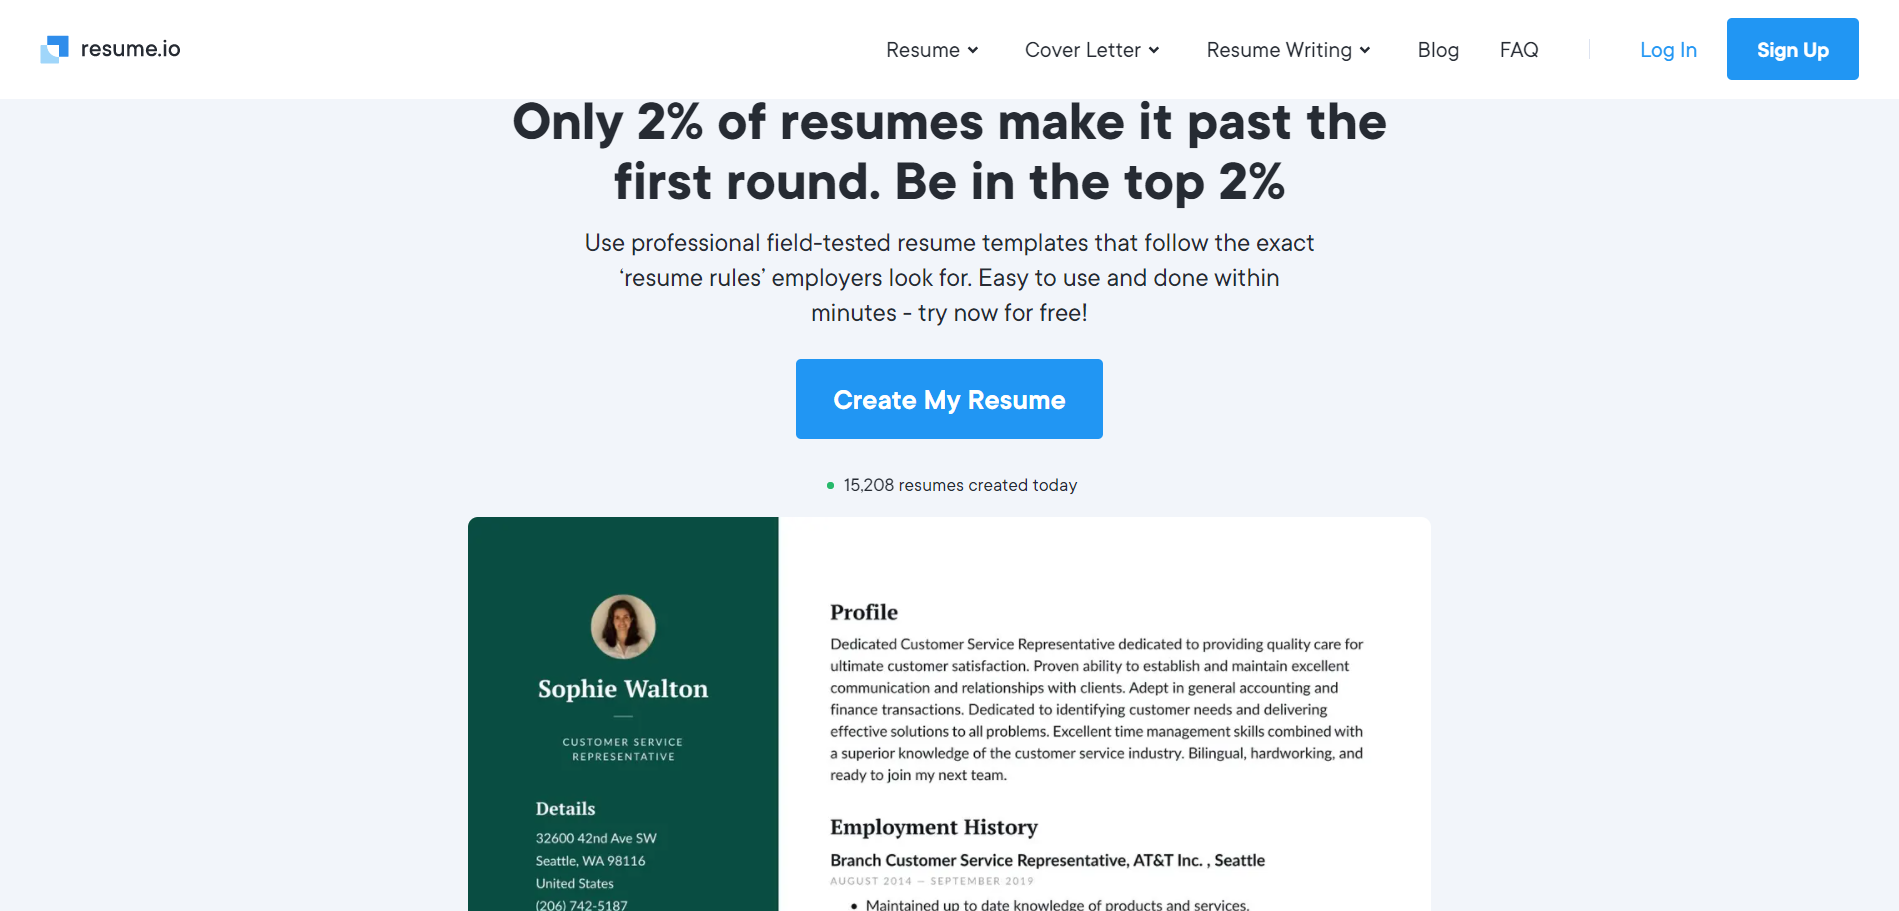 resume.io
Resume
Cover Letter
Resume Writing
Blog
FAQ
Log In
Sign Up
Only 2% of resumes make it past the
first round. Be in the top 2%
Use professional field-tested resume templates that follow the exact
‘resume rules’ employers look for. Easy to use and done within
minutes - try now for free!
Create My Resume
15,208 resumes created today
Sophie Walton
CUSTOMER SERVICE
REPRESENTATIVE
Details
32600 42nd Ave SW
Seattle, WA 98116
United States
(206) 742-5187
Profile
Dedicated Customer Service Representative dedicated to providing quality care for
ultimate customer satisfaction. Proven ability to establish and maintain excellent
communication and relationships with clients. Adept in general accounting and
finance transactions. Dedicated to identifying customer needs and delivering
effective solutions to all problems. Excellent time management skills combined with
a superior knowledge of the customer service industry. Bilingual, hardworking, and
ready to join my next team.
Employment History
Branch Customer Service Representative, AT&T Inc. , Seattle
AUGUST 2014 — SEPTEMBER 2019
• Maintained up to date knowledge of products and services.